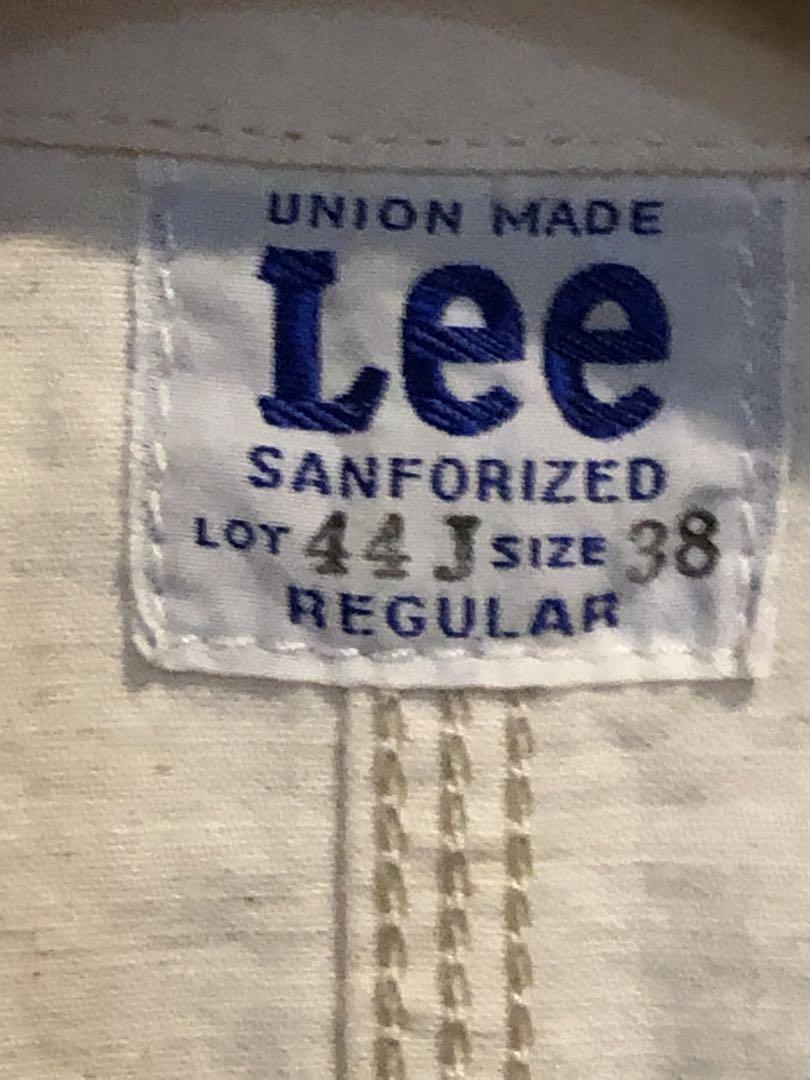 UNION MADE
Lee
SANFORIZED
LOT 44 J SIZE 38
REGULAR